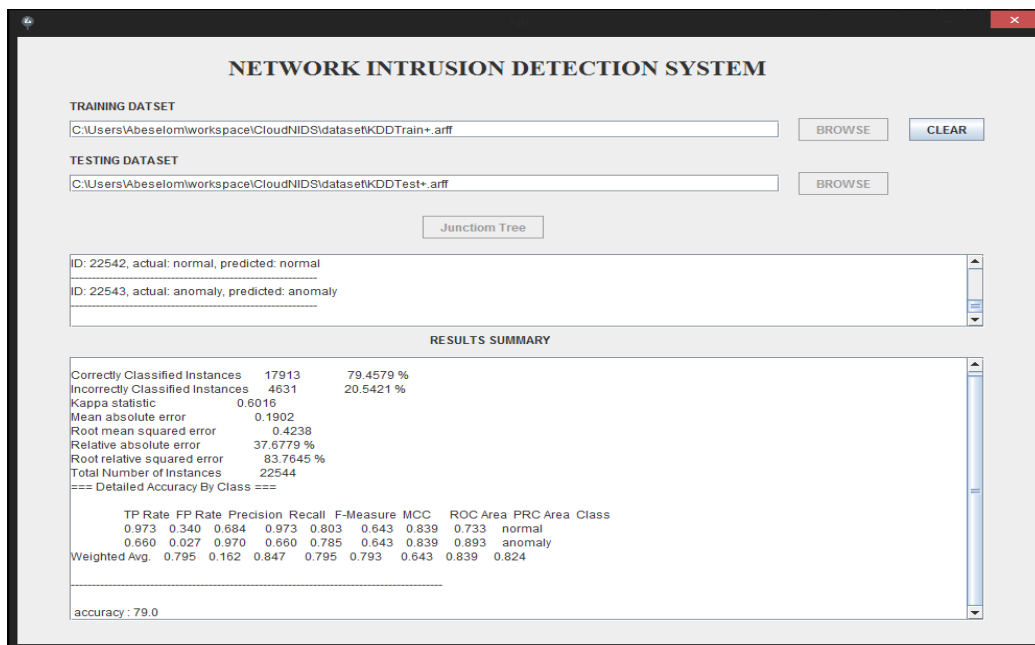 NETWORK INTRUSION DETECTION SYSTEM
TRAINING DATSET
C:\Users\Abeselom\workspace\CloudNIDS\dataset\KDDTrain+.arff BROWSE CLEAR
TESTING DATASET
C:\Users\Abeselom\workspace\CloudNIDS\dataset\KDDTest+.arff BROWSE
Junctiom Tree
ID: 22542, actual: normal, predicted: normal
------------------------------------------------------------
ID: 22543, actual: anomaly, predicted: anomaly
------------------------------------------------------------
RESULTS SUMMARY
Correctly Classified Instances 17913 79.4579 %
Incorrectly Classified Instances 4631 20.5421 %
Kappa statistic 0.6016
Mean absolute error 0.1902
Root mean squared error 0.4238
Relative absolute error 37.6779 %
Root relative squared error 83.7645 %
Total Number of Instances 22544
=== Detailed Accuracy By Class ===
TP Rate FP Rate Precision Recall F-Measure MCC ROC Area PRC Area Class
0.973 0.340 0.684 0.973 0.803 0.643 0.839 0.733 normal
0.660 0.027 0.970 0.660 0.785 0.643 0.839 0.893 anomaly
Weighted Avg. 0.795 0.162 0.847 0.795 0.793 0.643 0.839 0.824
------------------------------------------------------------------------------------------
accuracy : 79.0